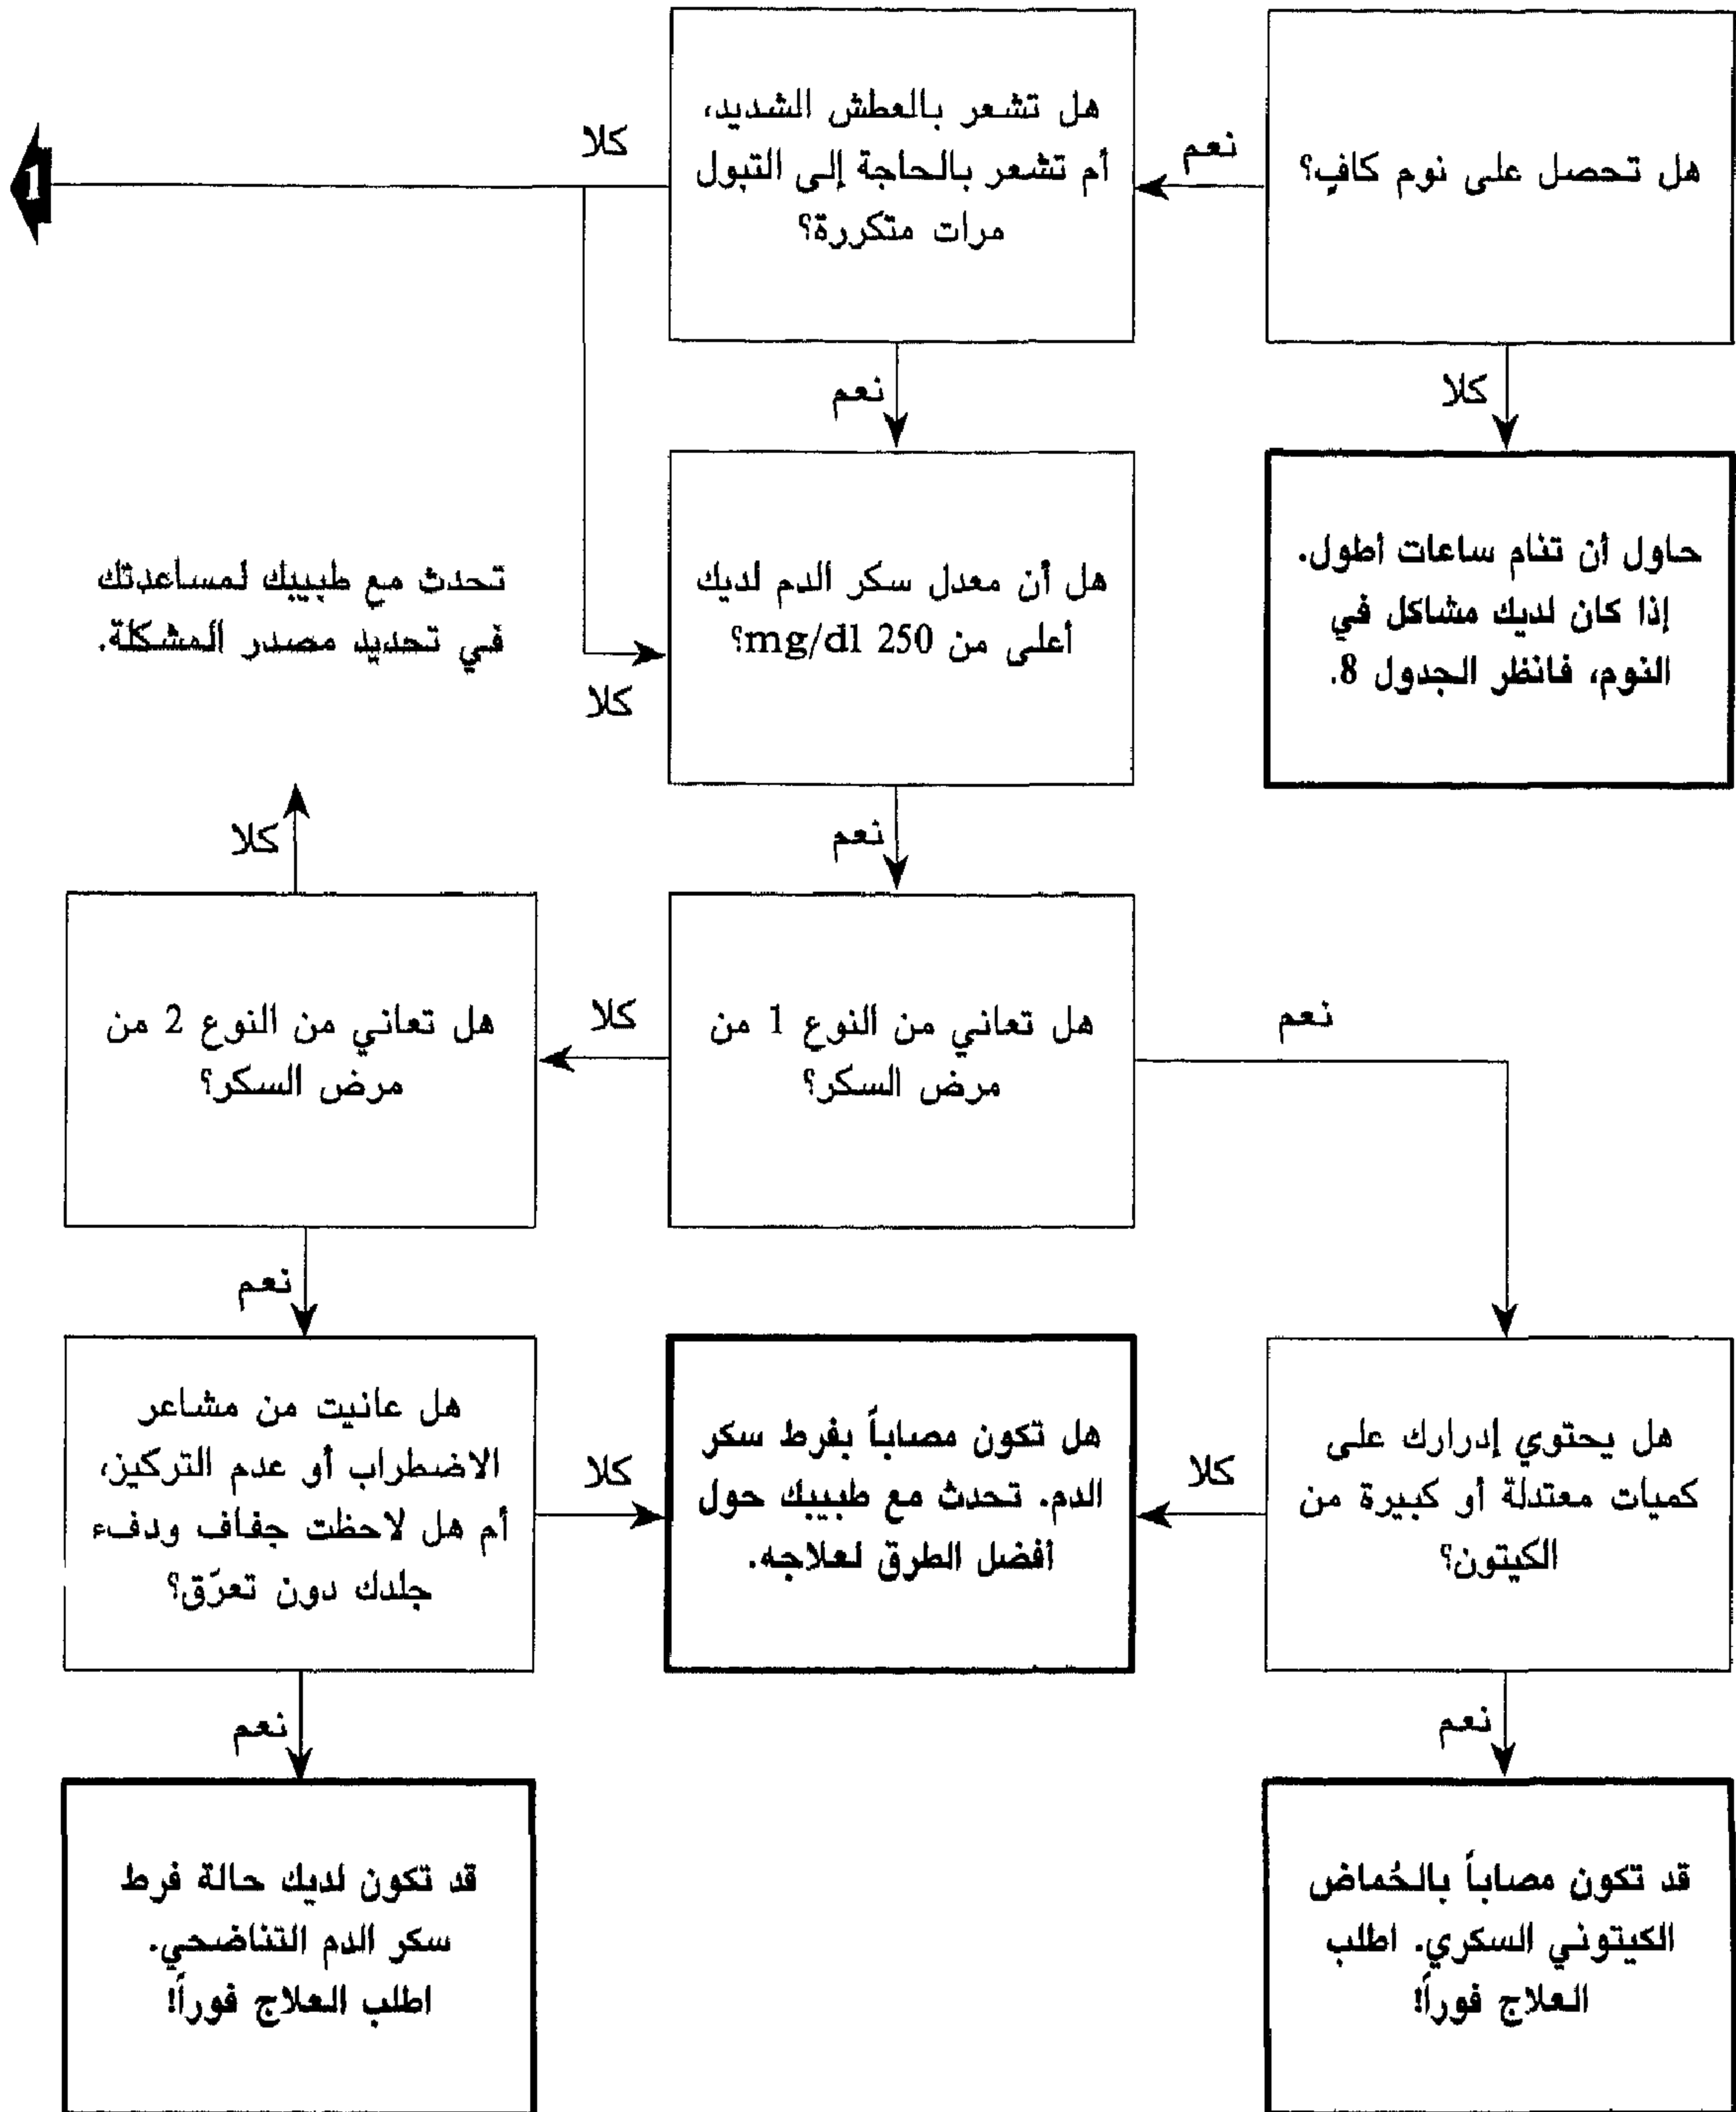 هل تحصل على نوم كافٍ؟
نعم
هل تشعر بالعطش الشديد،
أم تشعر بالحاجة إلى التبول
مرات متكررة؟
كلا
1
كلا
نعم
حاول أن تنام ساعات أطول.
إذا كان لديك مشاكل في
النوم، فانظر الجدول 8.
هل أن معدل سكر الدم لديك
أعلى من 250 mg/dl؟
كلا
تحدث مع طبيبك لمساعدتك
في تحديد مصدر المشكلة.
نعم
كلا
نعم
هل تعاني من النوع 1 من
مرض السكر؟
كلا
هل تعاني من النوع 2 من
مرض السكر؟
نعم
هل يحتوي إدرارك على
كميات معتدلة أو كبيرة من
الكيتون؟
كلا
هل تكون مصاباً بفرط سكر
الدم. تحدث مع طبيبك حول
أفضل الطرق لعلاجه.
كلا
هل عانيت من مشاعر
الاضطراب أو عدم التركيز،
أم هل لاحظت جفاف ودفء
جلدك دون تعرّق؟
نعم
نعم
قد تكون مصاباً بالحُماض
الكيتوني السكري. اطلب
العلاج فوراً!
قد تكون لديك حالة فرط
سكر الدم التناضحي.
اطلب العلاج فوراً!